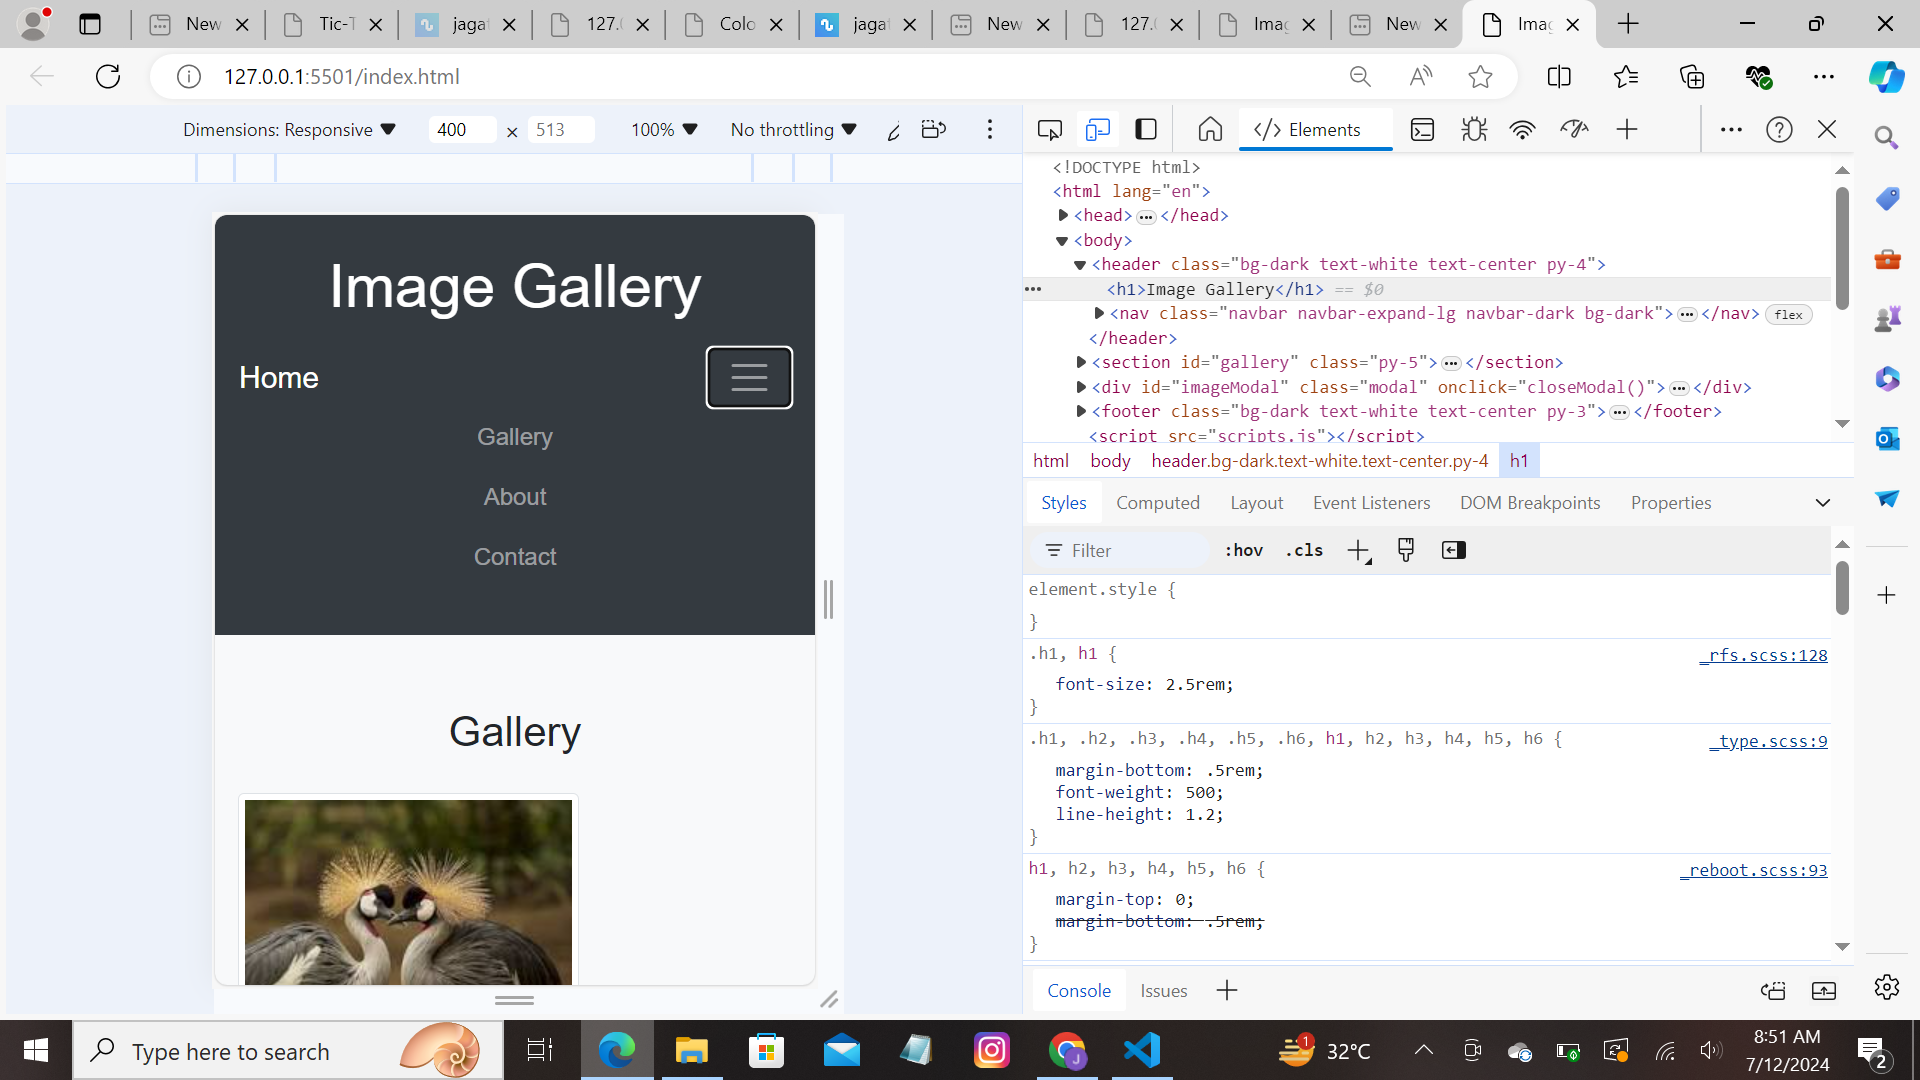 New
Tic-T
jaga
127.0
Colo
jaga
New
127.0
Imag
New
Imag
127.0.0.1:5501/index.html
Dimensions: Responsive
400 × 513
100%
No throttling
Elements
Image Gallery
Home
Gallery
About
Contact
Gallery
<!DOCTYPE html>
<html lang="en">
<head>…</head>
<body>
<header class="bg-dark text-white text-center py-4">
<h1>Image Gallery</h1> == $0
<nav class="navbar navbar-expand-lg navbar-dark bg-dark">…</nav> flex
</header>
<section id="gallery" class="py-5">…</section>
<div id="imageModal" class="modal" onclick="closeModal()">…</div>
<footer class="bg-dark text-white text-center py-3">…</footer>
<script src="scripts.js"></script>
html body header.bg-dark.text-white.text-center.py-4 h1
Styles Computed Layout Event Listeners DOM Breakpoints Properties
Filter :hov .cls
element.style {
}
.h1, h1 { _rfs.scss:128
font-size: 2.5rem;
}
.h1, .h2, .h3, .h4, .h5, .h6, h1, h2, h3, h4, h5, h6 { _type.scss:9
margin-bottom: .5rem;
font-weight: 500;
line-height: 1.2;
}
h1, h2, h3, h4, h5, h6 { _reboot.scss:93
margin-top: 0;
margin-bottom: .5rem;
}
Console Issues
Type here to search
J
1
32°C
8:51 AM
7/12/2024
2